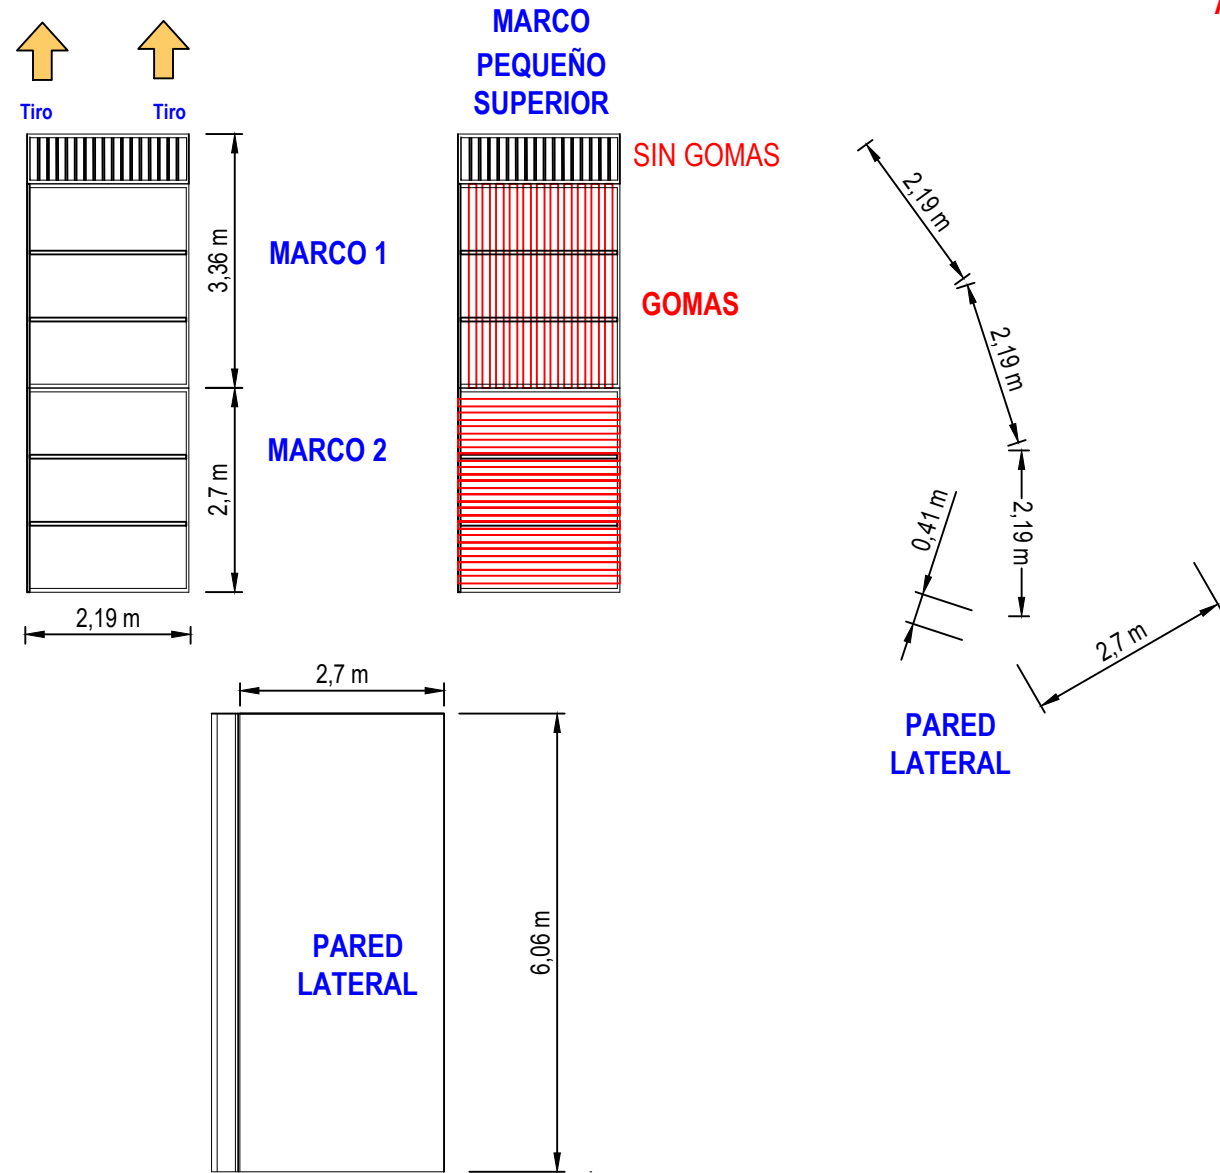 MARCO
PEQUEÑO
SUPERIOR
Tiro
Tiro
SIN GOMAS
3,36 m
MARCO 1
GOMAS
MARCO 2
2,7 m
2,19 m
2,19 m
2,19 m
2,19 m
0,41 m
2,7 m
PARED
LATERAL
2,7 m
6,06 m
PARED
LATERAL